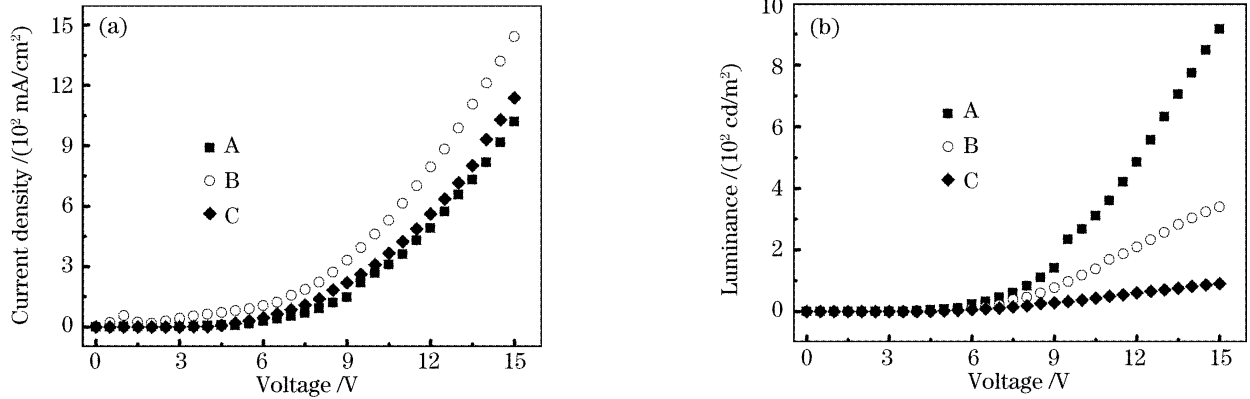 (a)
Current density /(10² mA/cm²)
15
12
9
6
3
0
A
B
C
0 3 6 9 12 15
Voltage /V
(b)
Luminance /(10² cd/m²)
10
8
6
4
2
0
A
B
C
0 3 6 9 12 15
Voltage /V